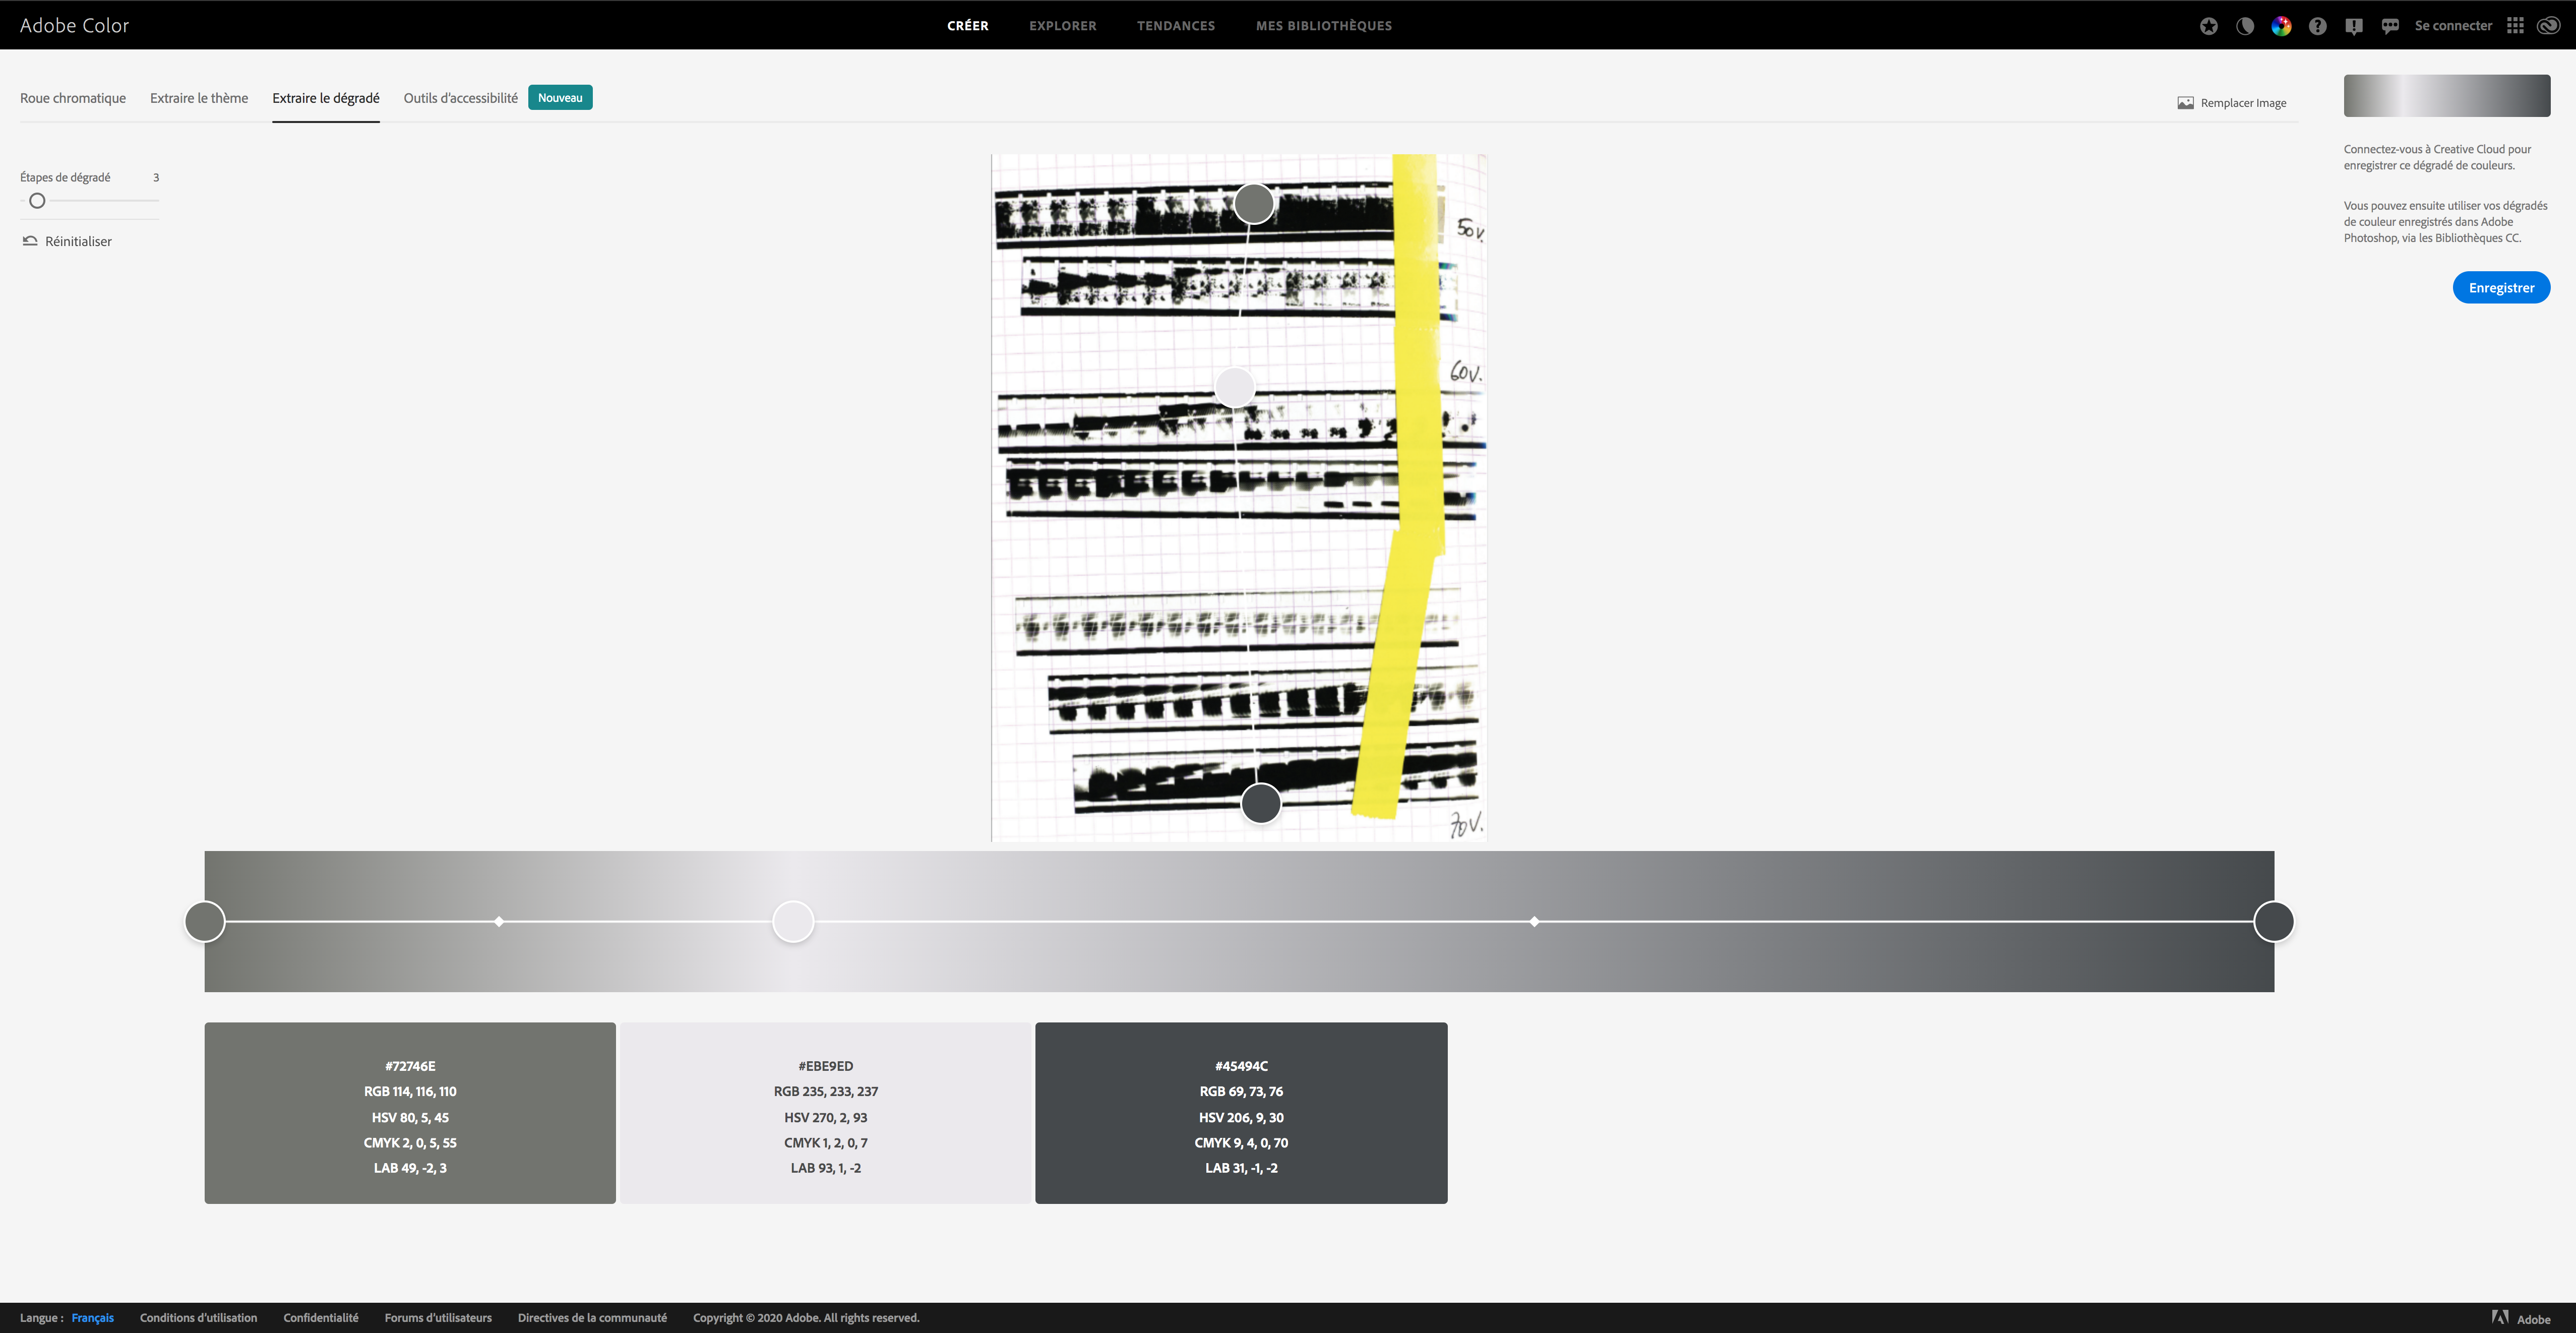 Adobe Color
CRÉER EXPLORER TENDANCES MES BIBLIOTHÈQUES
Se connecter
Roue chromatique Extraire le thème Extraire le dégradé Outils d'accessibilité Nouveau
Remplacer Image
Étapes de dégradé 3
Réinitialiser
Connectez-vous à Creative Cloud pour
enregistrer ce dégradé de couleurs.
Vous pouvez ensuite utiliser vos dégradés
de couleur enregistrés dans Adobe
Photoshop, via les Bibliothèques CC.
Enregistrer
50v.
60v.
70v.
#72746E
RGB 114, 116, 110
HSV 80, 5, 45
CMYK 2, 0, 5, 55
LAB 49, -2, 3
#EBE9ED
RGB 235, 233, 237
HSV 270, 2, 93
CMYK 1, 2, 0, 7
LAB 93, 1, -2
#45494C
RGB 69, 73, 76
HSV 206, 9, 30
CMYK 9, 4, 0, 70
LAB 31, -1, -2
Langue : Français Conditions d'utilisation Confidentialité Forums d'utilisateurs Directives de la communauté Copyright © 2020 Adobe. All rights reserved. Adobe